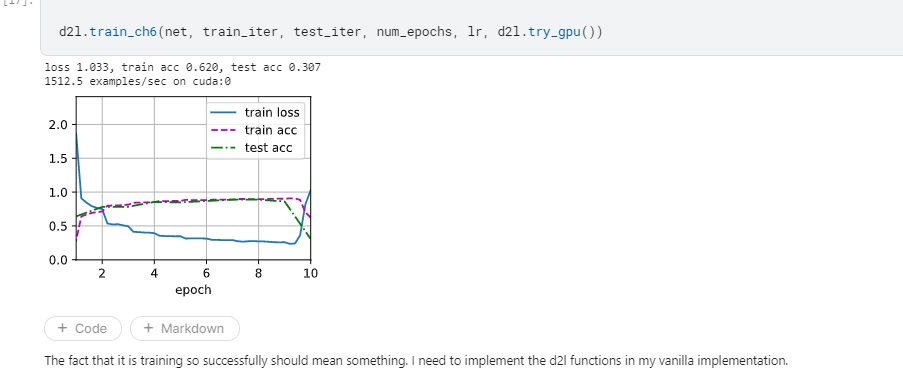 [17]:
d2l.train_ch6(net, train_iter, test_iter, num_epochs, lr, d2l.try_gpu())
loss 1.033, train acc 0.620, test acc 0.307
1512.5 examples/sec on cuda:0
train loss
train acc
test acc
2.0
1.5
1.0
0.5
0.0
2 4 6 8 10
epoch
+ Code + Markdown
The fact that it is training so successfully should mean something. I need to implement the d2l functions in my vanilla implementation.